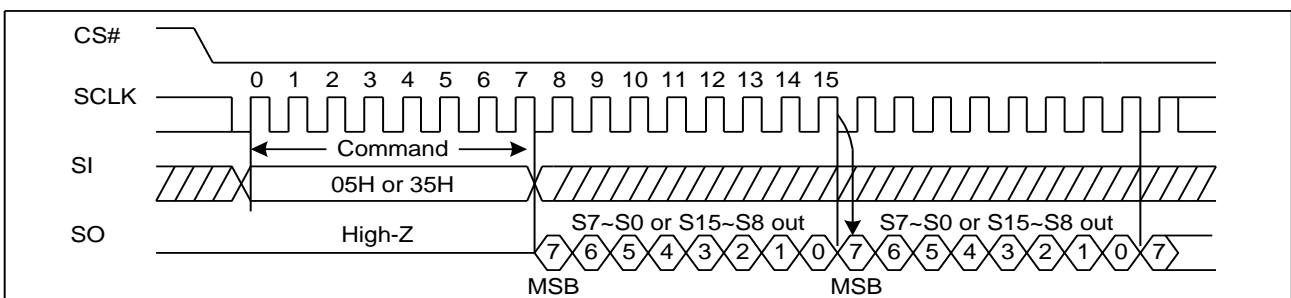 CS#
0 1 2 3 4 5 6 7 8 9 10 11 12 13 14 15
SCLK
Command
SI
05H or 35H
S7~S0 or S15~S8 out S7~S0 or S15~S8 out
SO
High-Z
7 6 5 4 3 2 1 0 7 6 5 4 3 2 1 0 7
MSB MSB